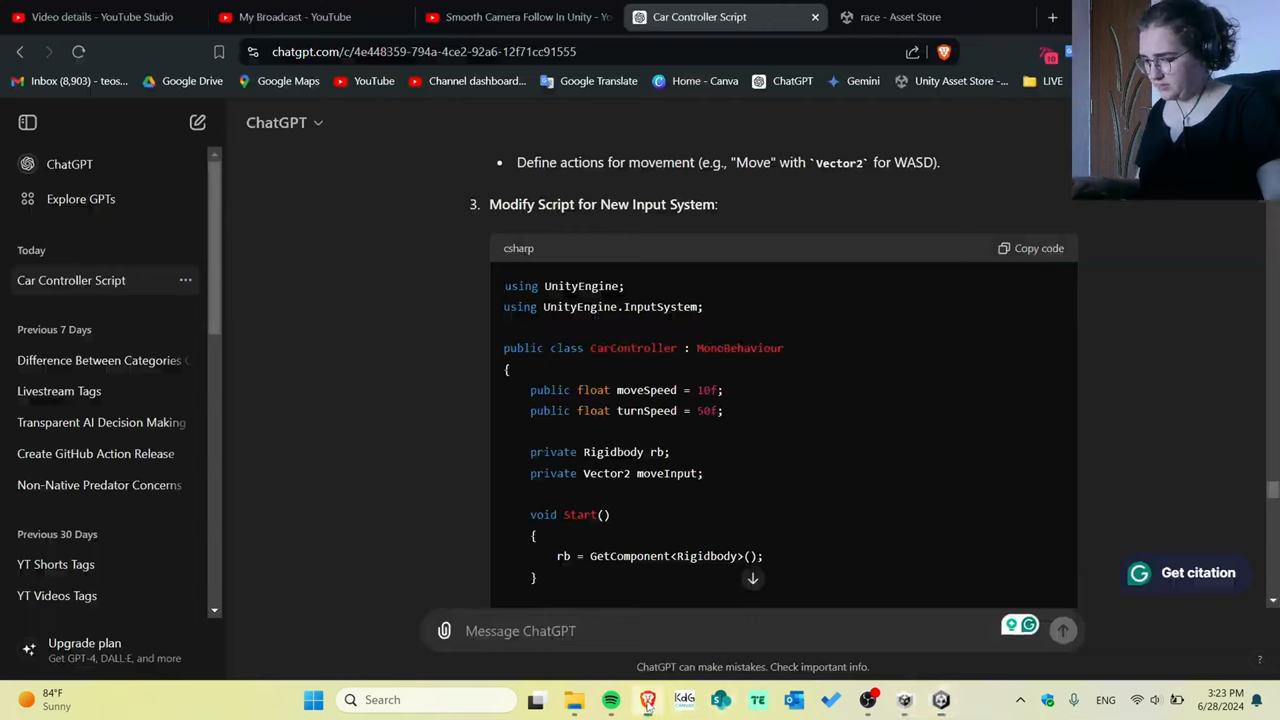 Video details - YouTube Studio
My Broadcast - YouTube
Smooth Camera Follow In Unity - Yo
Car Controller Script
race - Asset Store
chatgpt.com/c/4e448359-794a-4ce2-92a6-12f71cc91555
10
Inbox (8,903) - teos...
Google Drive
Google Maps
YouTube
Channel dashboard...
Google Translate
Home - Canva
ChatGPT
Gemini
Unity Asset Store -...
LIVE
ChatGPT
ChatGPT
Explore GPTs
Today
Car Controller Script
Previous 7 Days
Difference Between Categories
Livestream Tags
Transparent AI Decision Making
Create GitHub Action Release
Non-Native Predator Concerns
Previous 30 Days
YT Shorts Tags
YT Videos Tags
Upgrade plan
Get GPT-4, DALL·E, and more
• Define actions for movement (e.g., "Move" with `Vector2` for WASD).
3. Modify Script for New Input System:
csharp
Copy code
using UnityEngine;
using UnityEngine.InputSystem;
public class CarController : MonoBehaviour
{
public float moveSpeed = 10f;
public float turnSpeed = 50f;
private Rigidbody rb;
private Vector2 moveInput;
void Start()
{
rb = GetComponent<Rigidbody>();
}
Get citation
Message ChatGPT
ChatGPT can make mistakes. Check important info.
?
84°F
Sunny
Search
KdG
ENG
3:23 PM
6/28/2024